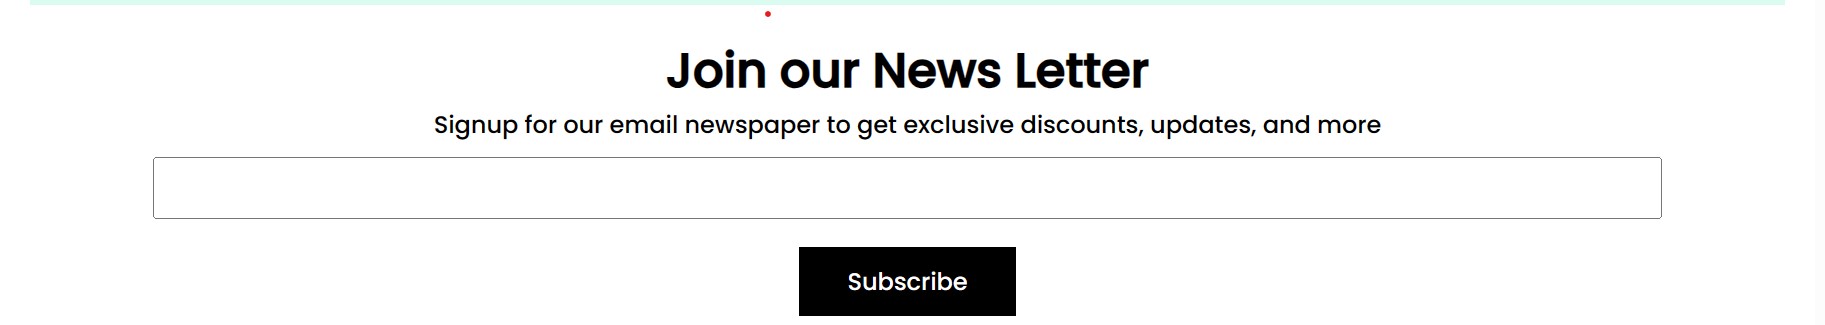 Join our News Letter
Signup for our email newspaper to get exclusive discounts, updates, and more
Subscribe